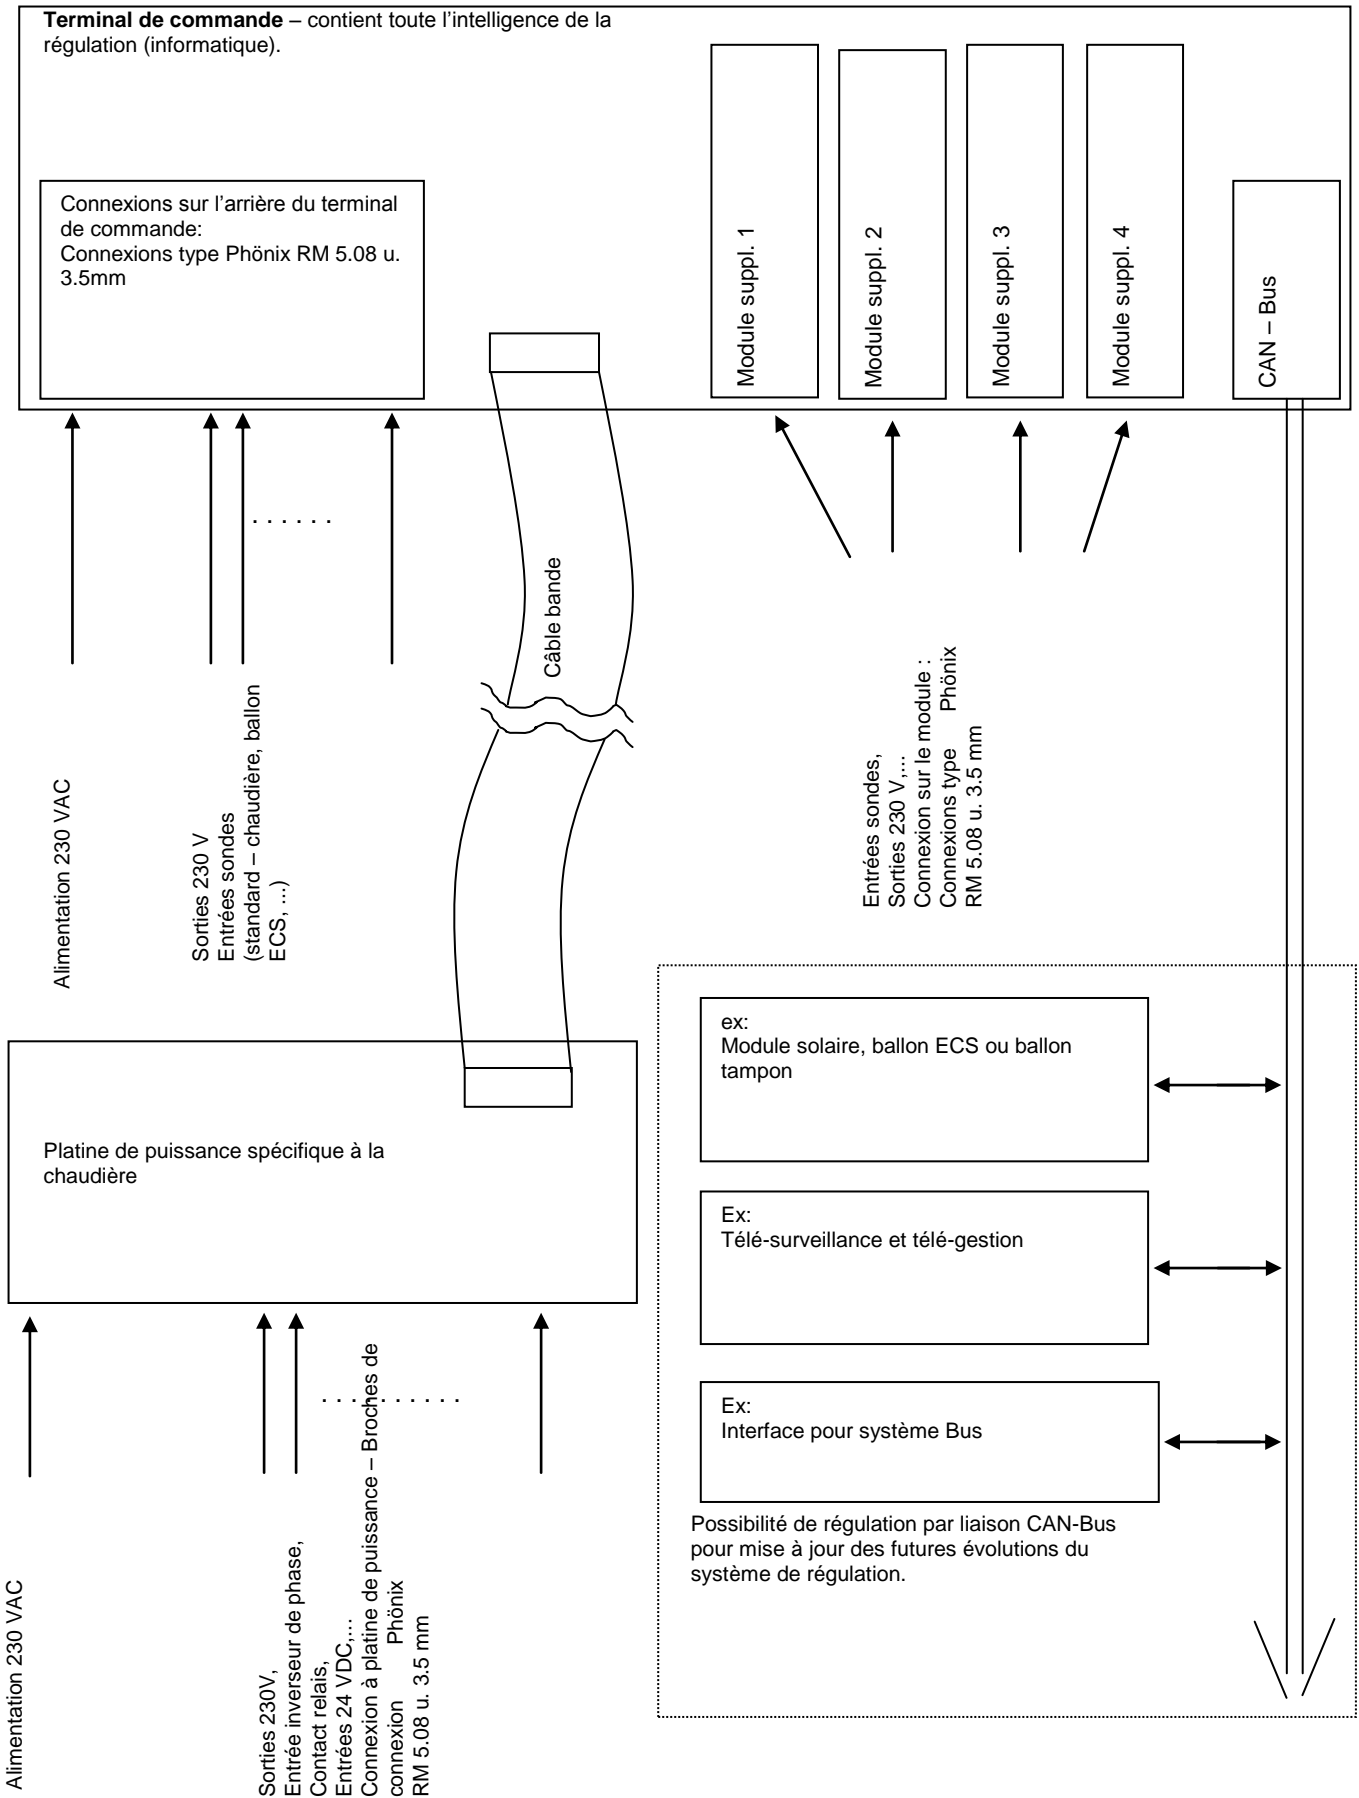 Terminal de commande – contient toute l'intelligence de la
régulation (informatique).
Connexions sur l'arrière du terminal
de commande:
Connexions type Phönix RM 5.08 u.
3.5mm
Module suppl. 1
Module suppl. 2
Module suppl. 3
Module suppl. 4
CAN – Bus
. . . . . .
Câble bande
Alimentation 230 VAC
Sorties 230 V
Entrées sondes
(standard – chaudière, ballon
ECS, ...)
Entrées sondes,
Sorties 230 V,...
Connexion sur le module :
Connexions type Phönix
RM 5.08 u. 3.5 mm
Platine de puissance spécifique à la
chaudière
ex:
Module solaire, ballon ECS ou ballon
tampon
Ex:
Télé-surveillance et télé-gestion
Ex:
Interface pour système Bus
Possibilité de régulation par liaison CAN-Bus
pour mise à jour des futures évolutions du
système de régulation.
. . . . . . . . . . .
Alimentation 230 VAC
Sorties 230V,
Entrée inverseur de phase,
Contact relais,
Entrées 24 VDC,...
Connexion à platine de puissance – Broches de
connexion Phönix
RM 5.08 u. 3.5 mm